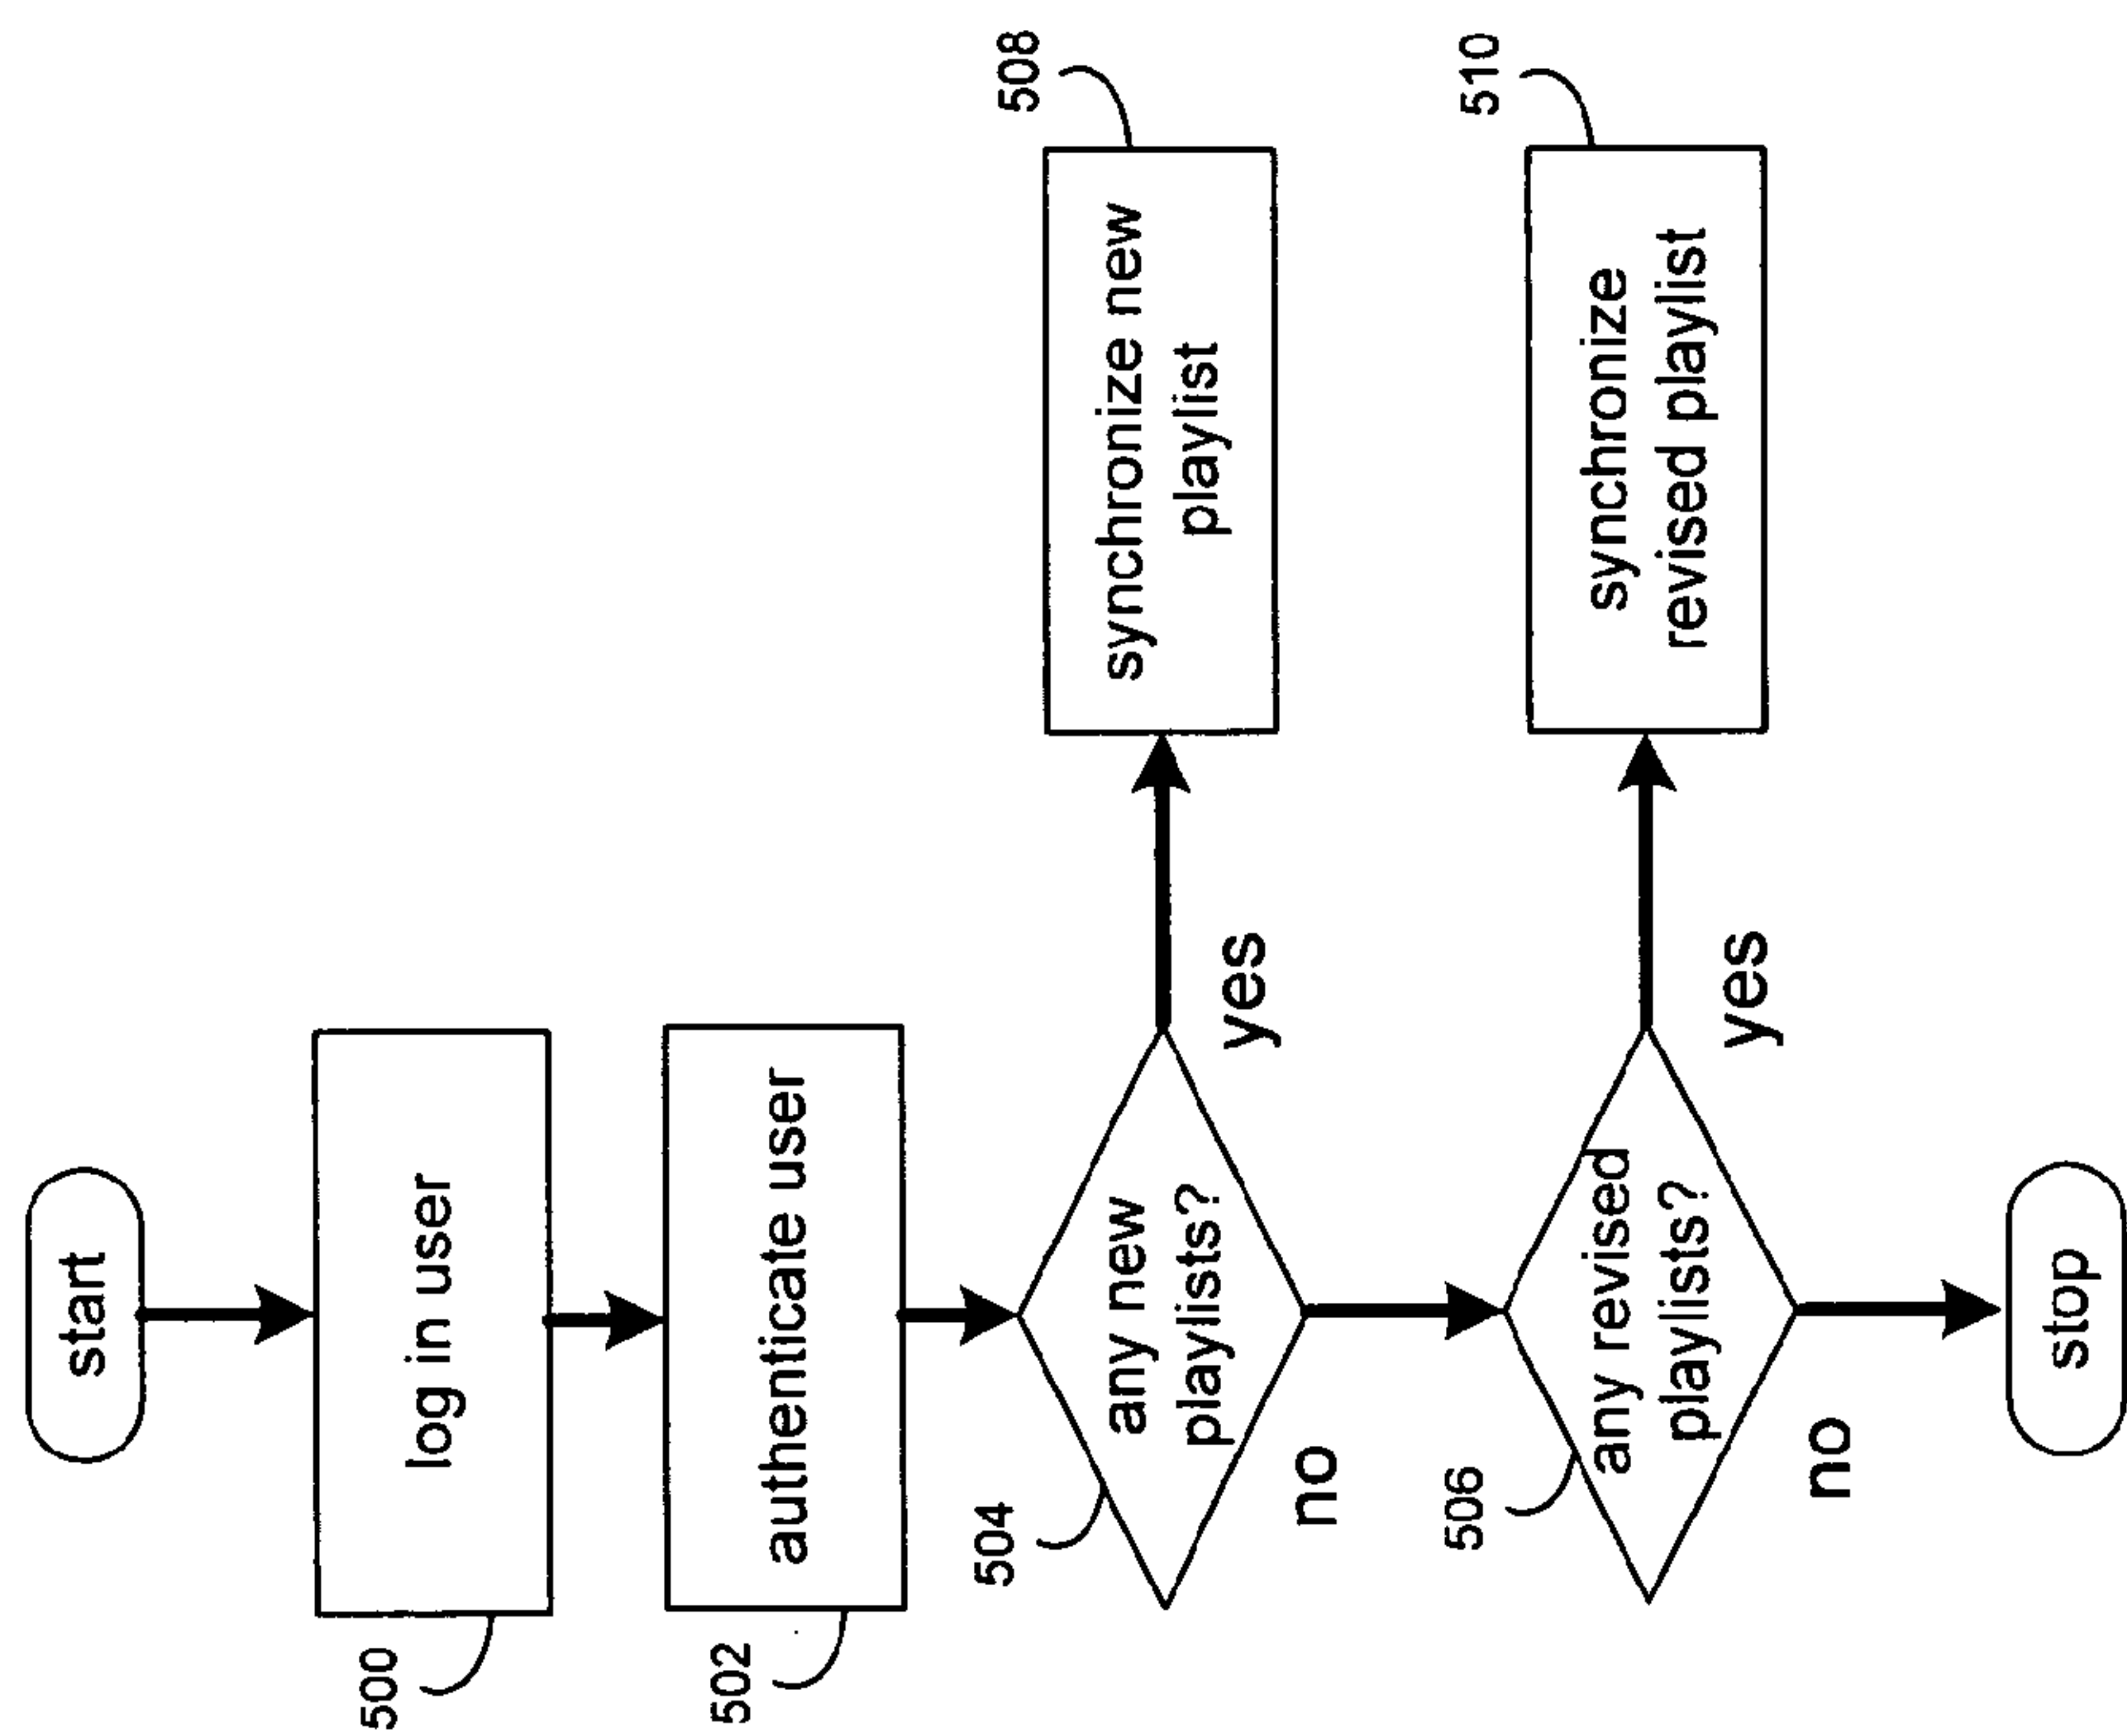 start
log in user
500
authenticate user
502
any new
playlists?
504
yes
synchronize new
playlist
508
no
any revised
playlists?
506
yes
synchronize
revised playlist
510
no
stop